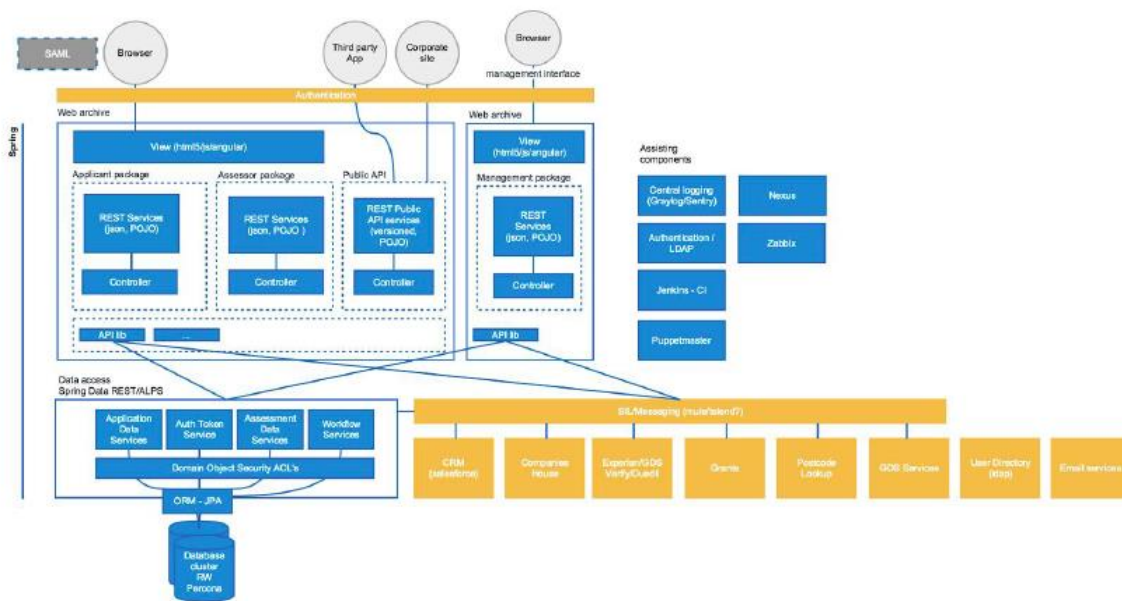 SAML
Browser
Third party
App
Corporate
site
Browser
management interface
Authentication
Spring
Web archive
Web archive
View (html5/js/angular)
View
(html5/js/angular)
Applicant package
Assessor package
Public API
Management package
REST Services
(json, POJO)
REST Services
(json, POJO )
REST Public
API services
(versioned,
POJO)
REST
Services
(json, POJO)
Controller
Controller
Controller
Controller
API lib
...
API lib
Assisting
components
Central logging
(Graylog/Sentry)
Nexus
Authentication /
LDAP
Zabbix
Jenkins - CI
Puppetmaster
Data access
Spring Data REST/ALPS
Application
Data
Services
Auth Token
Service
Assessment
Data
Services
Workflow
Services
Domain Object Security ACL's
ORM - JPA
Database
cluster
RW
Percona
SIL/Messaging (mule/talend?)
CRM
(salesforce)
Companies
House
Experian/GDS
Grants
Postcode
Lookup
GDS Services
User Directory
(ldap)
Email services